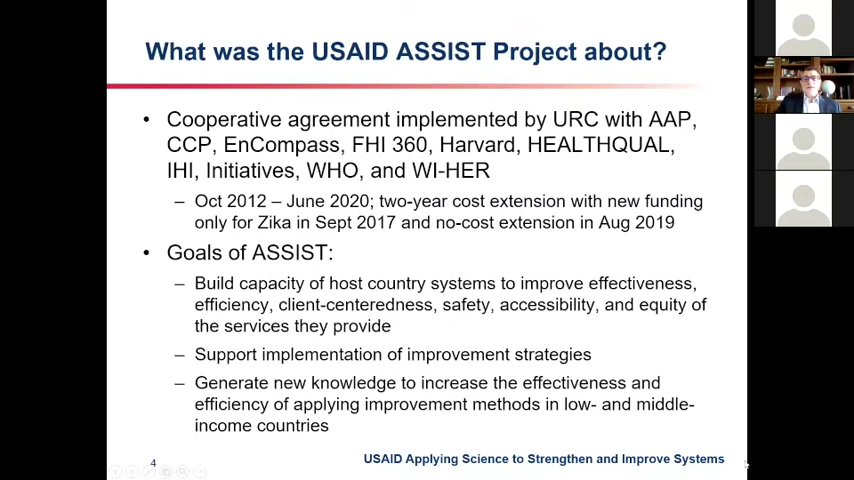 What was the USAID ASSIST Project about?
• Cooperative agreement implemented by URC with AAP,
CCP, EnCompass, FHI 360, Harvard, HEALTHQUAL,
IHI, Initiatives, WHO, and WI-HER
– Oct 2012 – June 2020; two-year cost extension with new funding
only for Zika in Sept 2017 and no-cost extension in Aug 2019
• Goals of ASSIST:
– Build capacity of host country systems to improve effectiveness,
efficiency, client-centeredness, safety, accessibility, and equity of
the services they provide
– Support implementation of improvement strategies
– Generate new knowledge to increase the effectiveness and
efficiency of applying improvement methods in low- and middle-
income countries
4
USAID Applying Science to Strengthen and Improve Systems